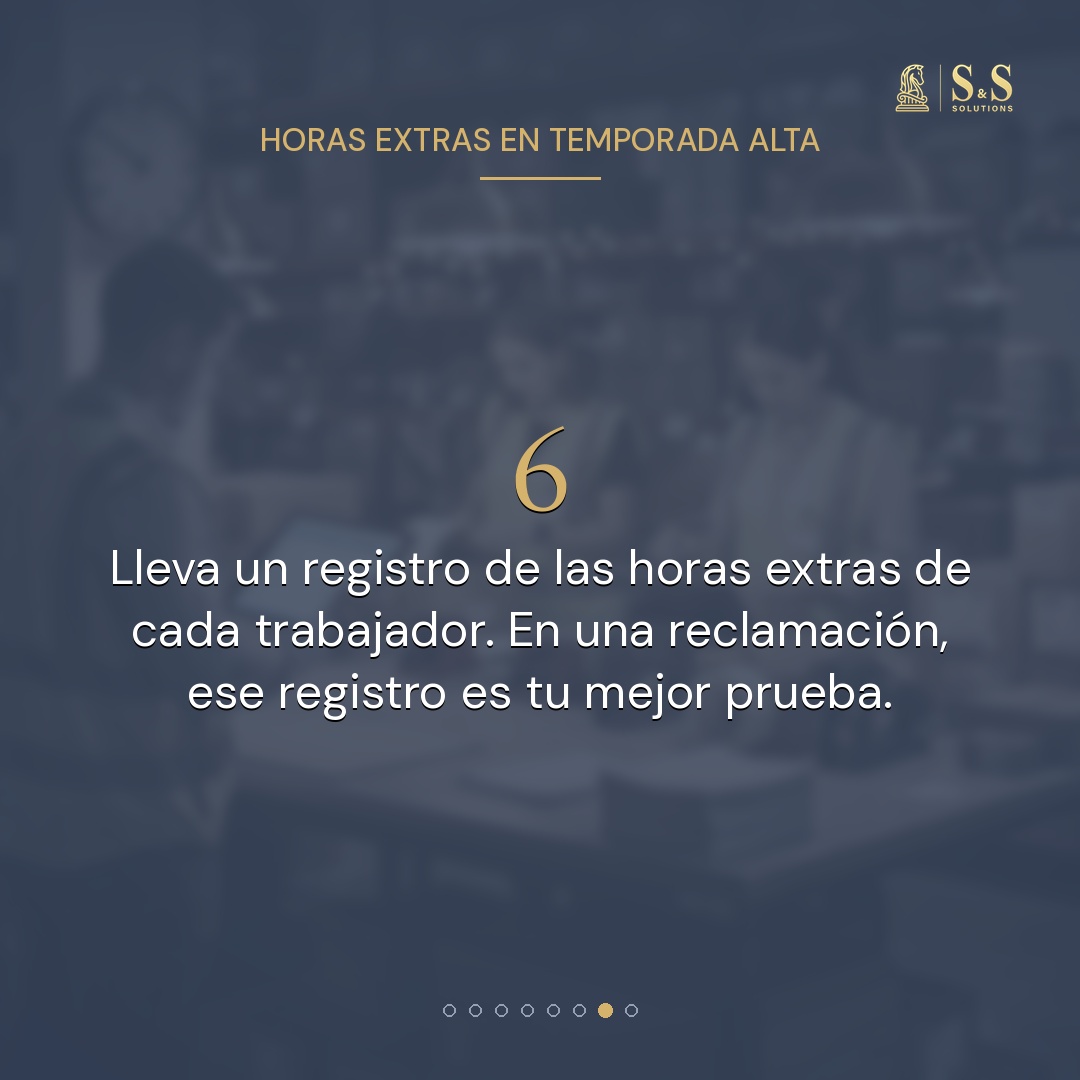 S&S
SOLUTIONS
HORAS EXTRAS EN TEMPORADA ALTA
6
Lleva un registro de las horas extras de
cada trabajador. En una reclamación,
ese registro es tu mejor prueba.